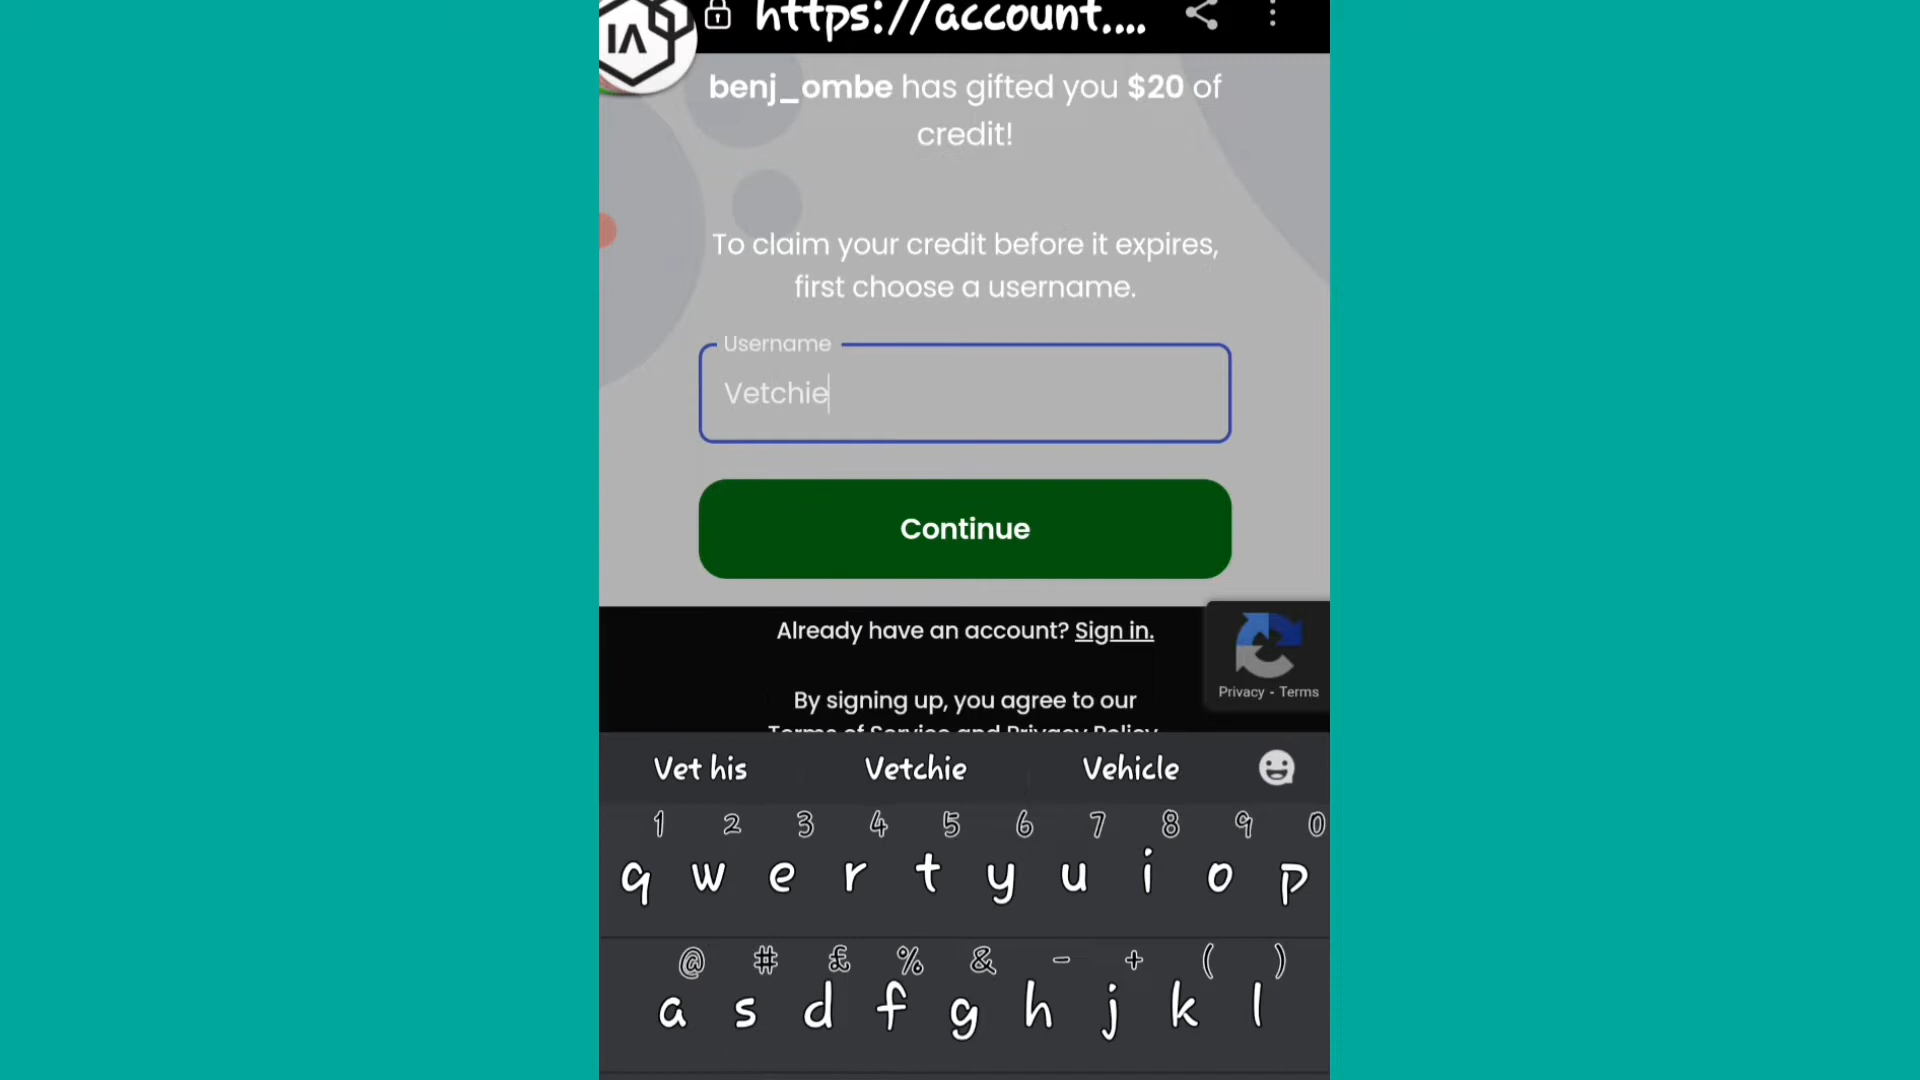 IA
https://account....
benj_ombe has gifted you $20 of
credit!
To claim your credit before it expires,
first choose a username.
Username
Vetchie
Continue
Already have an account? Sign in.
By signing up, you agree to our
Terms of Service and Privacy Policy
Privacy - Terms
Vet his Vetchie Vehicle
1 2 3 4 5 6 7 8 9 0
q w e r t y u i o p
@ # £ % & - + ( )
a s d f g h j k l